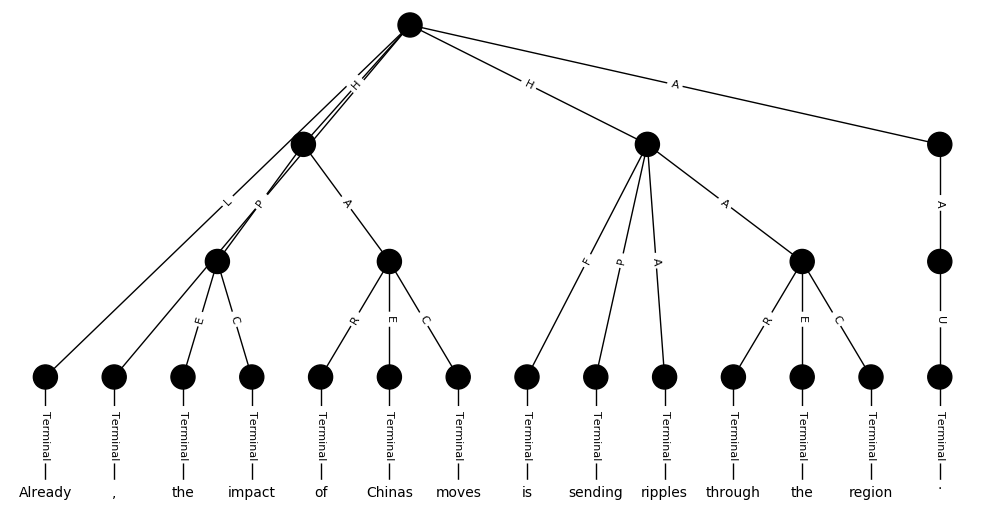 H H A
L P A A A
F P A
E C R E C R E C U
Terminal Terminal Terminal Terminal Terminal Terminal Terminal Terminal Terminal Terminal Terminal Terminal Terminal Terminal
Already , the impact of Chinas moves is sending ripples through the region .